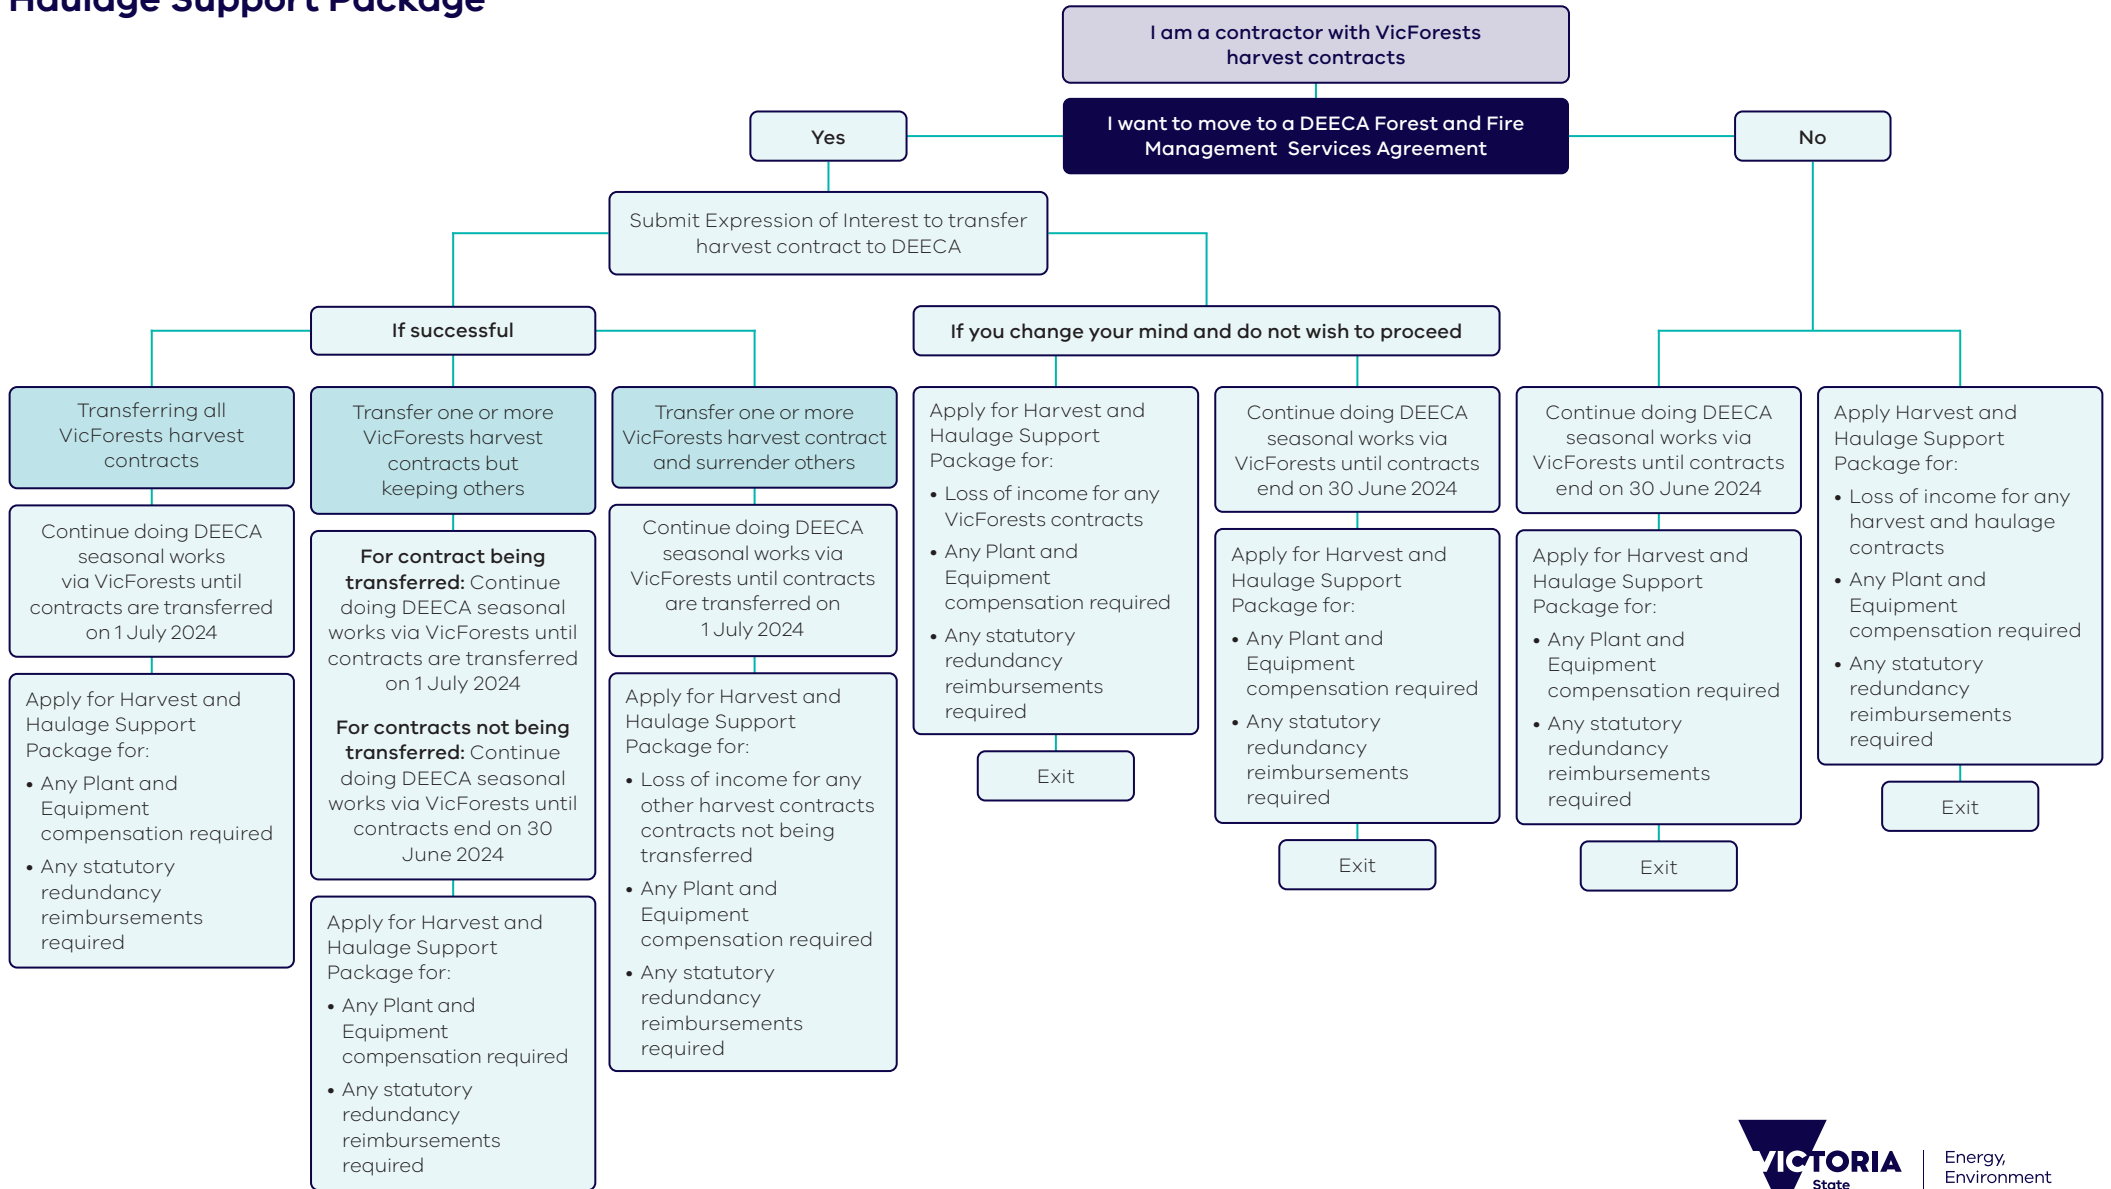 Haulage Support Package
I am a contractor with VicForests
harvest contracts
I want to move to a DEECA Forest and Fire
Management Services Agreement
Yes
No
Submit Expression of Interest to transfer
harvest contract to DEECA
If successful
If you change your mind and do not wish to proceed
Transferring all
VicForests harvest
contracts
Continue doing DEECA
seasonal works
via VicForests until
contracts are transferred
on 1 July 2024
Apply for Harvest and
Haulage Support
Package for:
• Any Plant and
Equipment
compensation required
• Any statutory
redundancy
reimbursements
required
Transfer one or more
VicForests harvest
contracts but
keeping others
For contract being
transferred: Continue
doing DEECA seasonal
works via VicForests until
contracts are transferred
on 1 July 2024
For contracts not being
transferred: Continue
doing DEECA seasonal
works via VicForests until
contracts end on 30
June 2024
Apply for Harvest and
Haulage Support
Package for:
• Any Plant and
Equipment
compensation required
• Any statutory
redundancy
reimbursements
required
Transfer one or more
VicForests harvest contract
and surrender others
Continue doing DEECA
seasonal works via
VicForests until contracts
are transferred on
1 July 2024
Apply for Harvest and
Haulage Support
Package for:
• Loss of income for any
other harvest contracts
contracts not being
transferred
• Any Plant and
Equipment
compensation required
• Any statutory
redundancy
reimbursements
required
Apply for Harvest and
Haulage Support
Package for:
• Loss of income for any
VicForests contracts
• Any Plant and
Equipment
compensation required
• Any statutory
redundancy
reimbursements
required
Exit
Continue doing DEECA
seasonal works via
VicForests until contracts
end on 30 June 2024
Apply for Harvest and
Haulage Support
Package for:
• Any Plant and
Equipment
compensation required
• Any statutory
redundancy
reimbursements
required
Exit
Continue doing DEECA
seasonal works via
VicForests until contracts
end on 30 June 2024
Apply for Harvest and
Haulage Support
Package for:
• Any Plant and
Equipment
compensation required
• Any statutory
redundancy
reimbursements
required
Exit
Apply Harvest and
Haulage Support
Package for:
• Loss of income for any
harvest and haulage
contracts
• Any Plant and
Equipment
compensation required
• Any statutory
redundancy
reimbursements
required
Exit
VICTORIA
State
Energy,
Environment